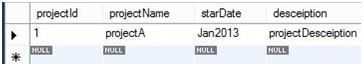 projectId projectName starDate desceiption
1 projectA Jan2013 projectDesceiption
NULL NULL NULL NULL